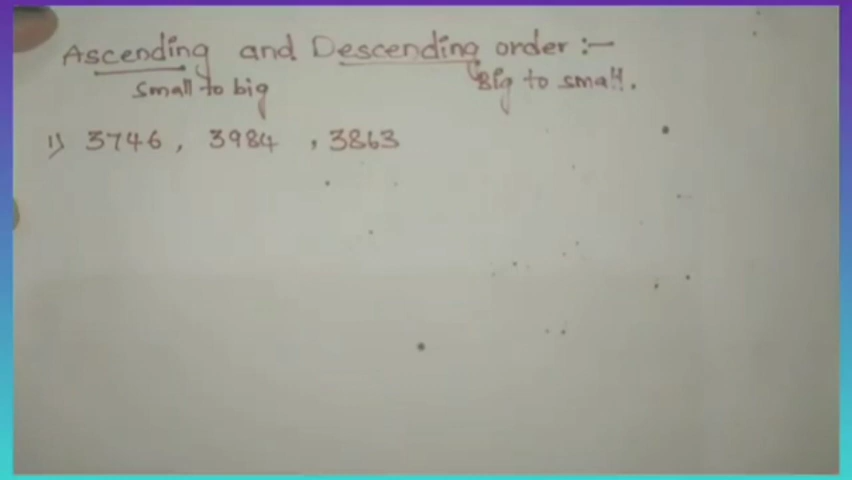 Ascending and Descending order :-
Small to big Big to small.
1) 3746, 3984, 3863